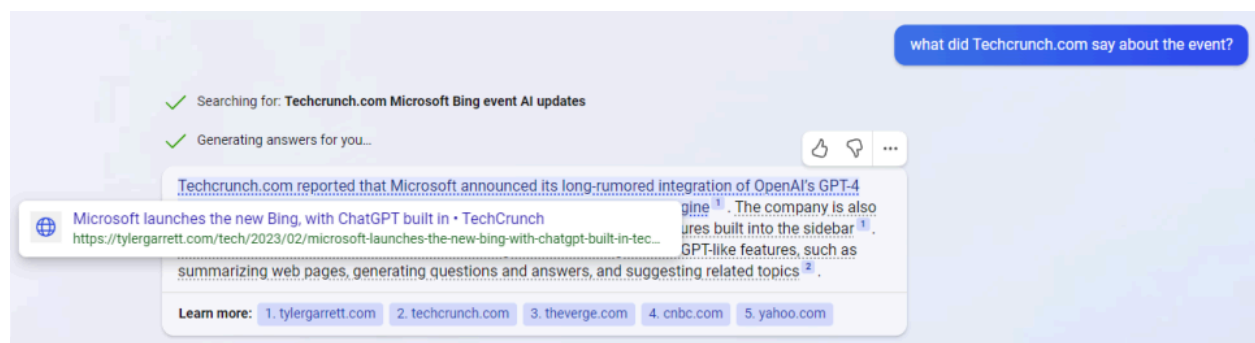 what did Techcrunch.com say about the event?
Searching for: Techcrunch.com Microsoft Bing event AI updates
Generating answers for you...
Techcrunch.com reported that Microsoft announced its long-rumored integration of OpenAI's GPT-4
gine 1 . The company is also
Microsoft launches the new Bing, with ChatGPT built in • TechCrunch
ures built into the sidebar 1 .
https://tylergarrett.com/tech/2023/02/microsoft-launches-the-new-bing-with-chatgpt-built-in-tec...
GPT-like features, such as
summarizing web pages, generating questions and answers, and suggesting related topics 2 .
Learn more: 1. tylergarrett.com 2. techcrunch.com 3. theverge.com 4. cnbc.com 5. yahoo.com